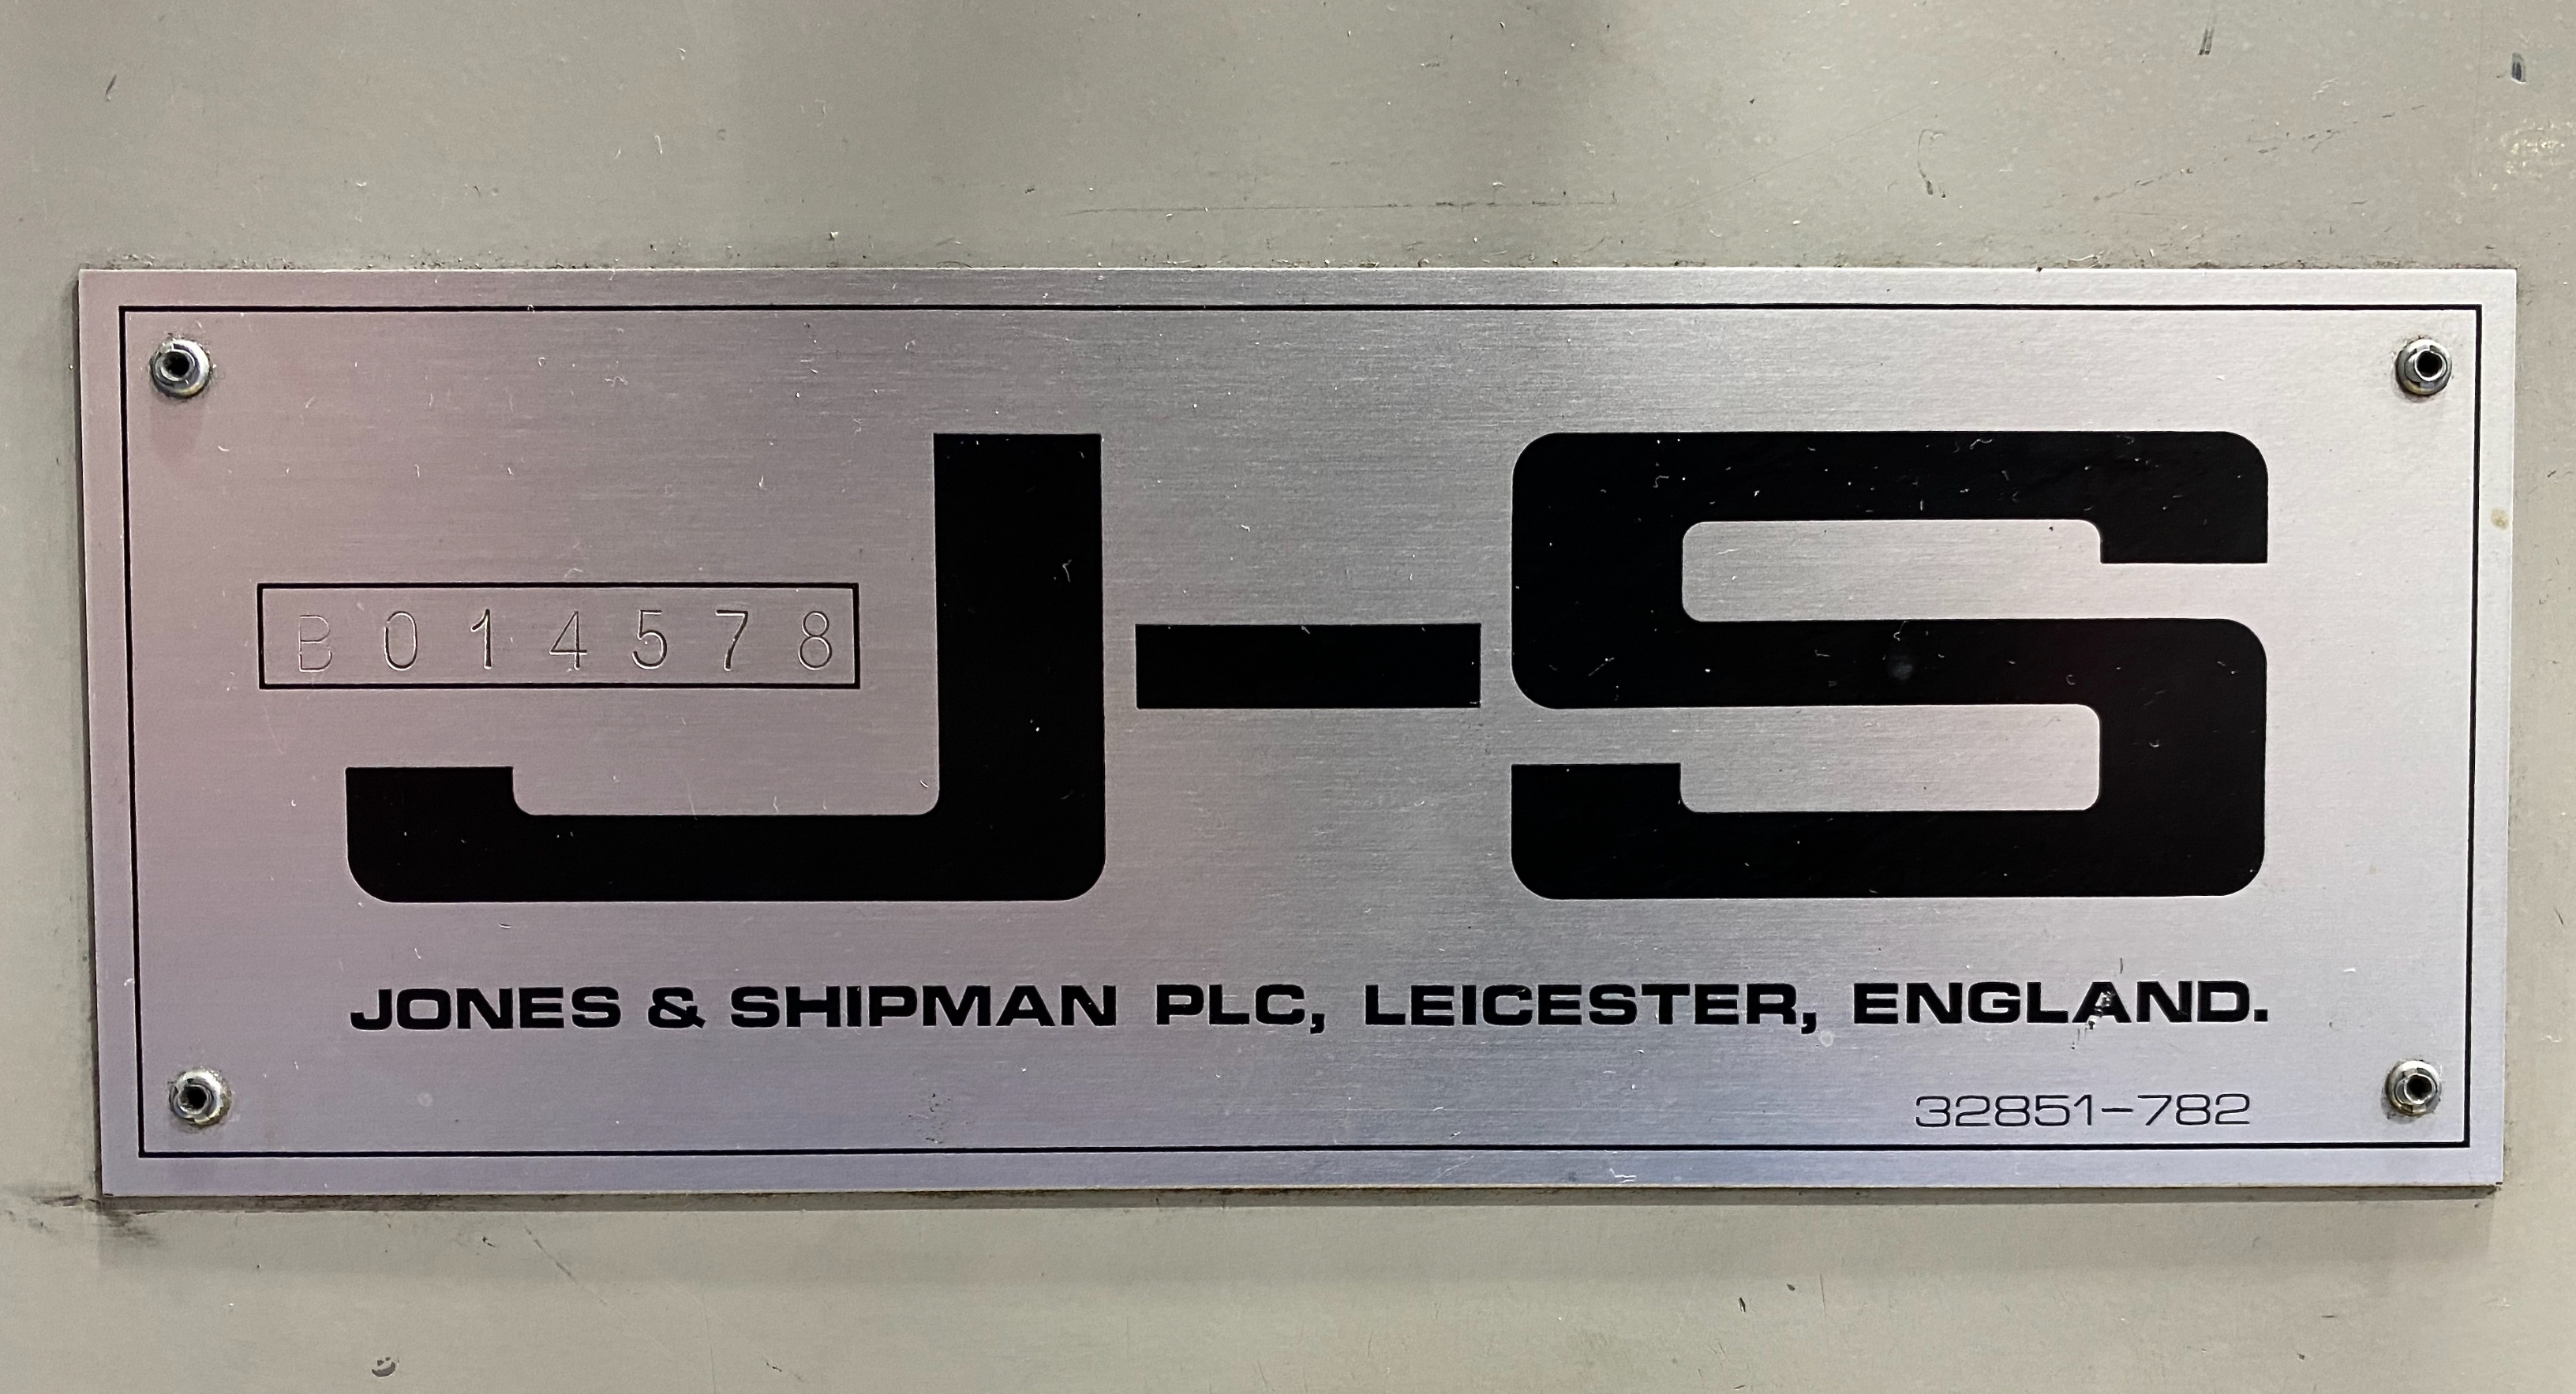 B014578
J-S
JONES & SHIPMAN PLC, LEICESTER, ENGLAND.
32851-782